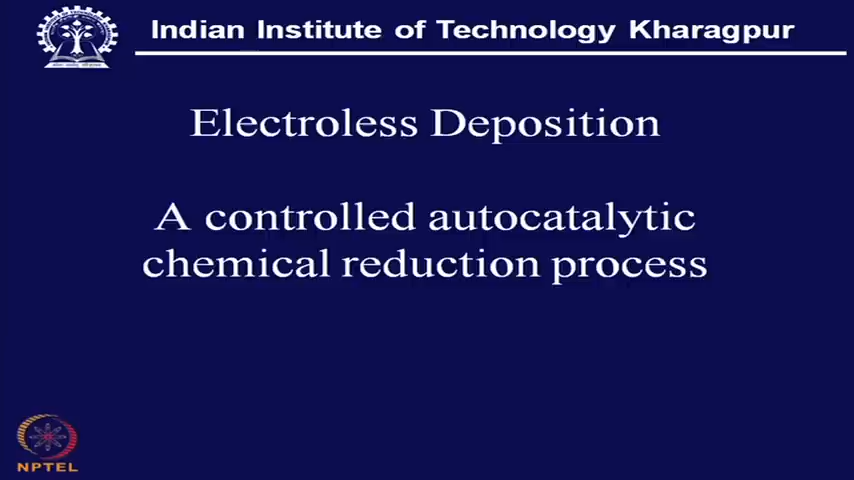 Indian Institute of Technology Kharagpur
Electroless Deposition
A controlled autocatalytic
chemical reduction process
NPTEL